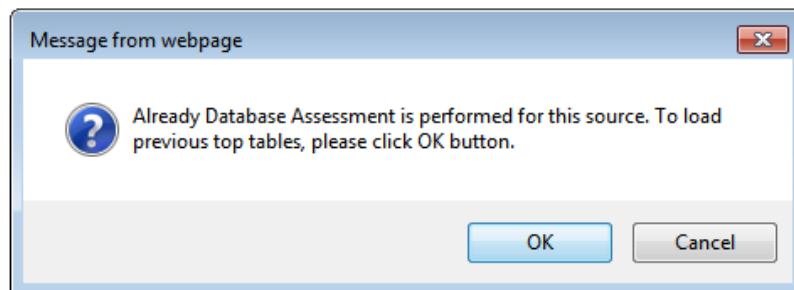 Message from webpage
Already Database Assessment is performed for this source. To load
previous top tables, please click OK button.
OK
Cancel